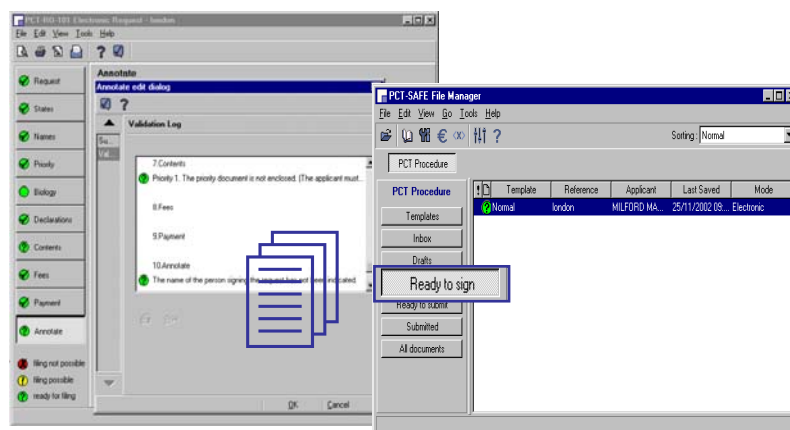 PCT-RO-101 Electronic Request - london
File Edit View Tools Help
Request
States
Names
Priority
Biology
Declarations
Contents
Fees
Payment
Annotate
filing not possible
filing possible
ready for filing
Annotate
Annotate edit dialog
Validation Log
Su...
Val...
7.Contents
Priority 1. The priority document is not enclosed. (The applicant must...
8.Fees
9.Payment
10.Annotate
The name of the person signing the request has not been indicated.
OK Cancel
PCT-SAFE File Manager
File Edit View Go Tools Help
Sorting: Normal
PCT Procedure
PCT Procedure
Templates
Inbox
Drafts
Ready to sign
Ready to submit
Submitted
All documents
! Template Reference Applicant Last Saved Mode
Normal london MILFORD MA... 25/11/2002 09:... Electronic